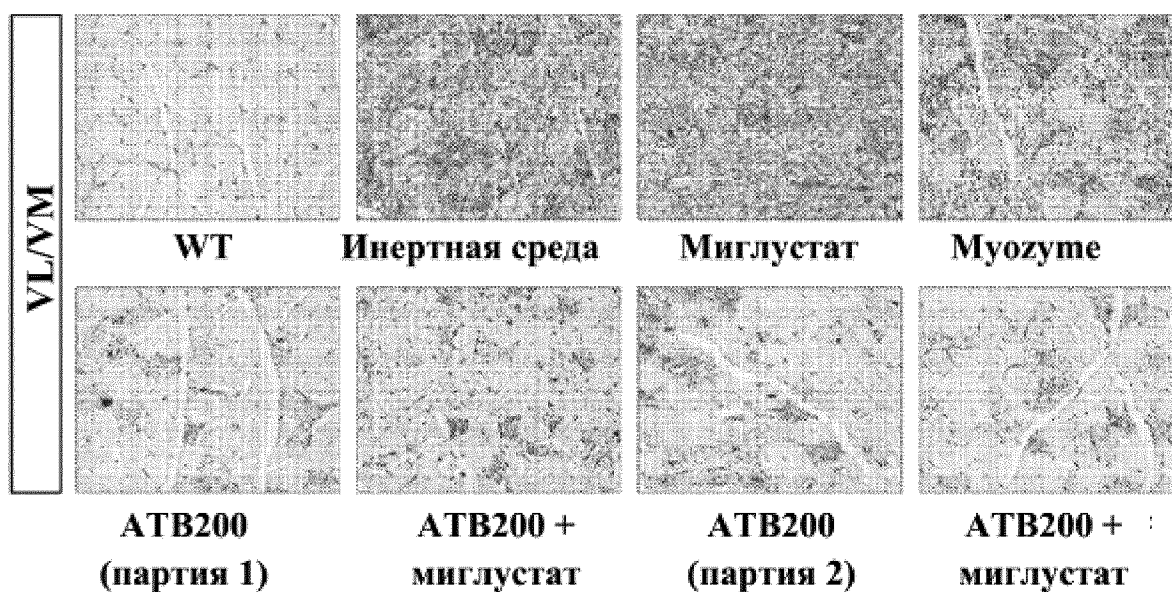 VL/VM
WT
Инертная среда
Миглустат
Myozyme
ATB200
(партия 1)
ATB200 +
миглустат
ATB200
(партия 2)
ATB200 +
миглустат